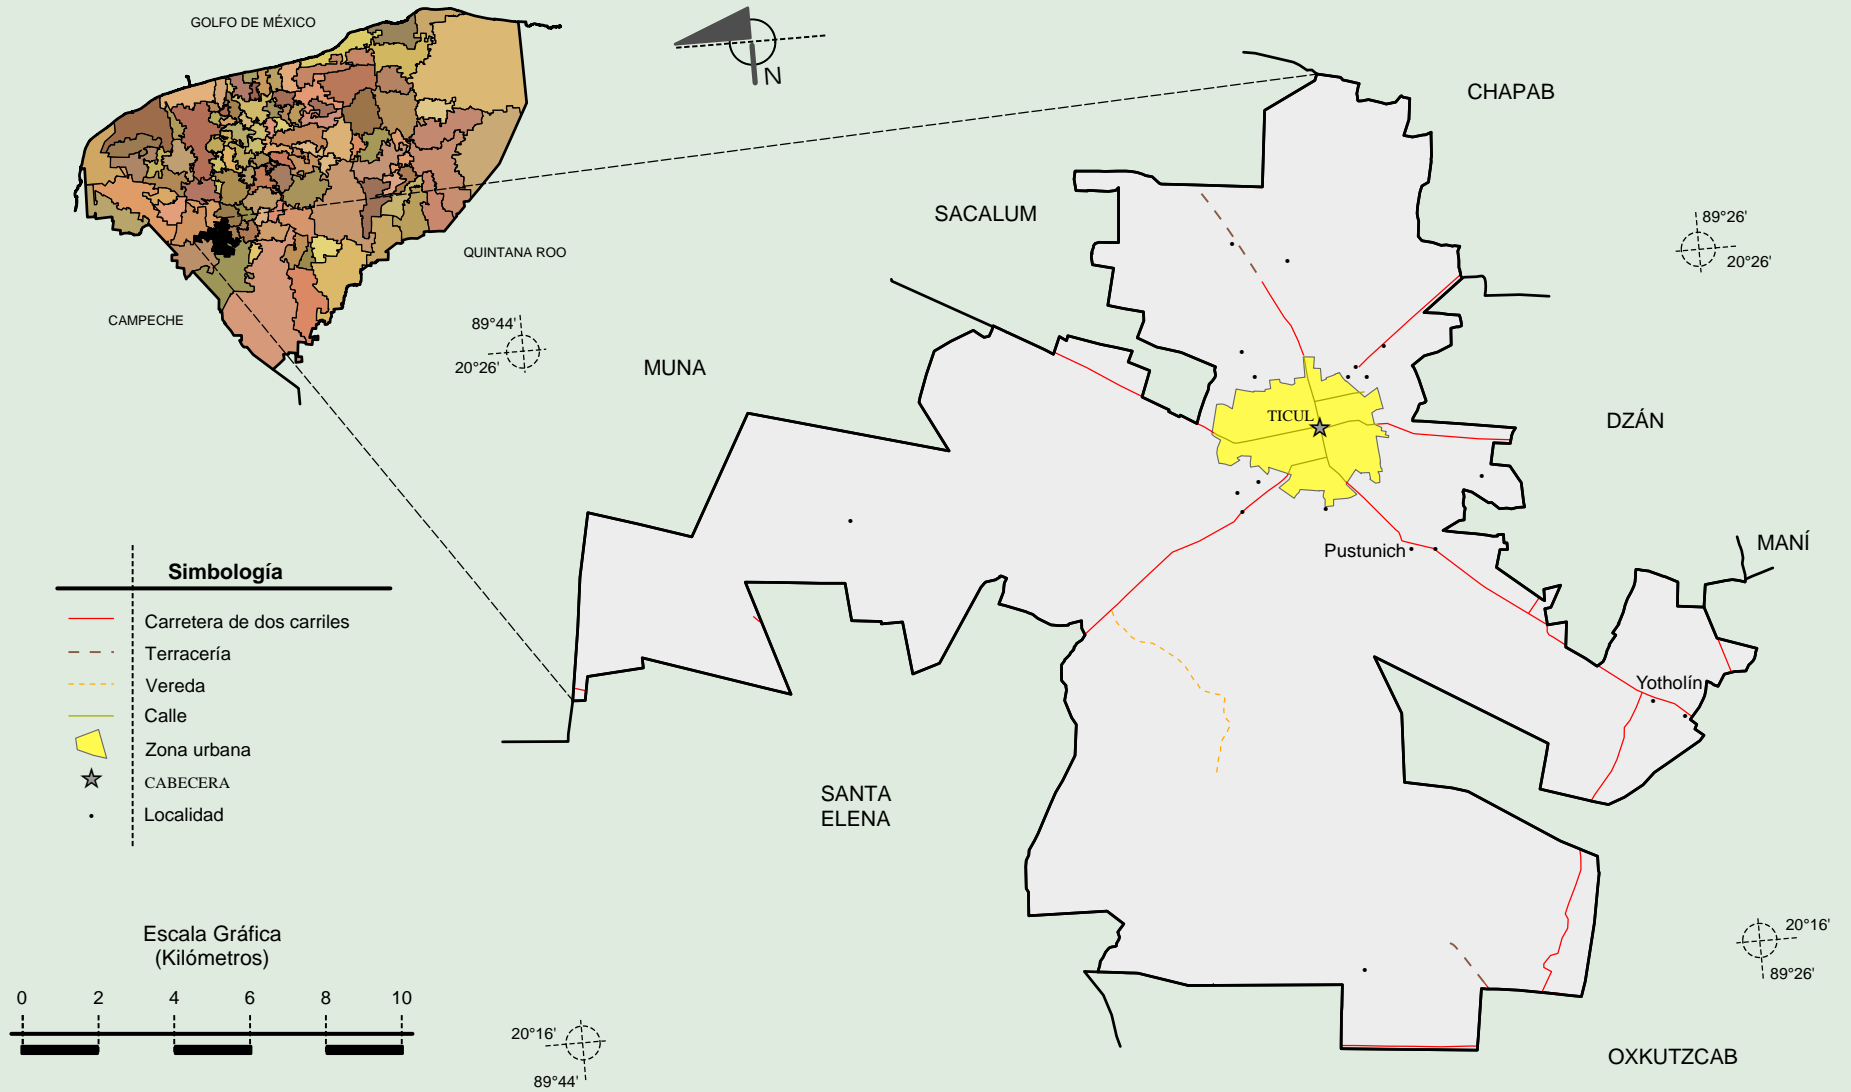 GOLFO DE MÉXICO
N
CHAPAB
SACALUM
89°26'
20°26'
QUINTANA ROO
CAMPECHE
89°44'
20°26'
MUNA
TICUL
DZÁN
Pustunich
MANÍ
Yotholín
Simbología
Carretera de dos carriles
Terracería
Vereda
Calle
Zona urbana
CABECERA
Localidad
SANTA
ELENA
Escala Gráfica
(Kilómetros)
0 2 4 6 8 10
20°16'
89°26'
20°16'
89°44'
OXKUTZCAB